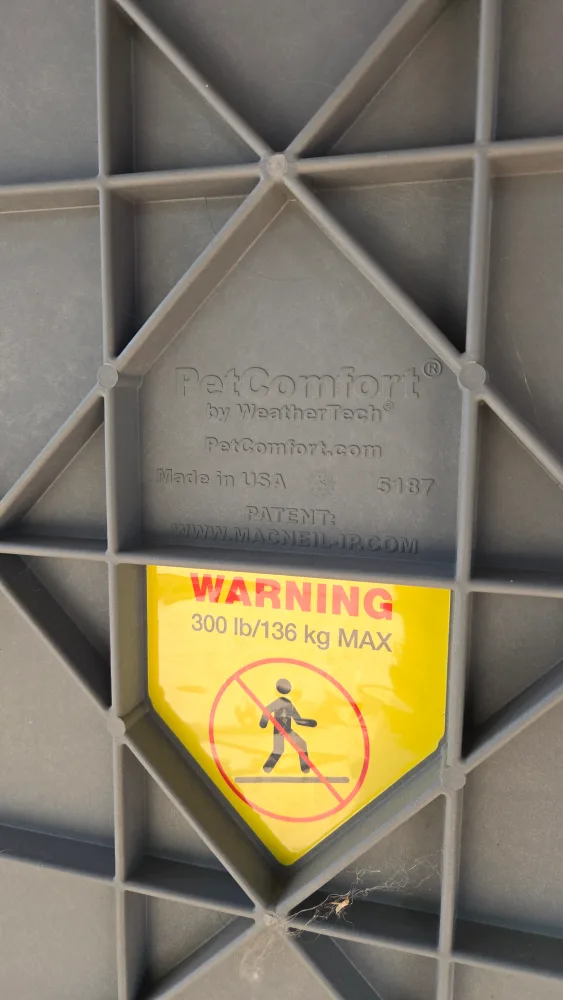 PetComfort®
by WeatherTech®
PetComfort.com
Made in USA 5187
PATENT:
WWW.MACNEIL-IP.COM
WARNING
300 lb/136 kg MAX